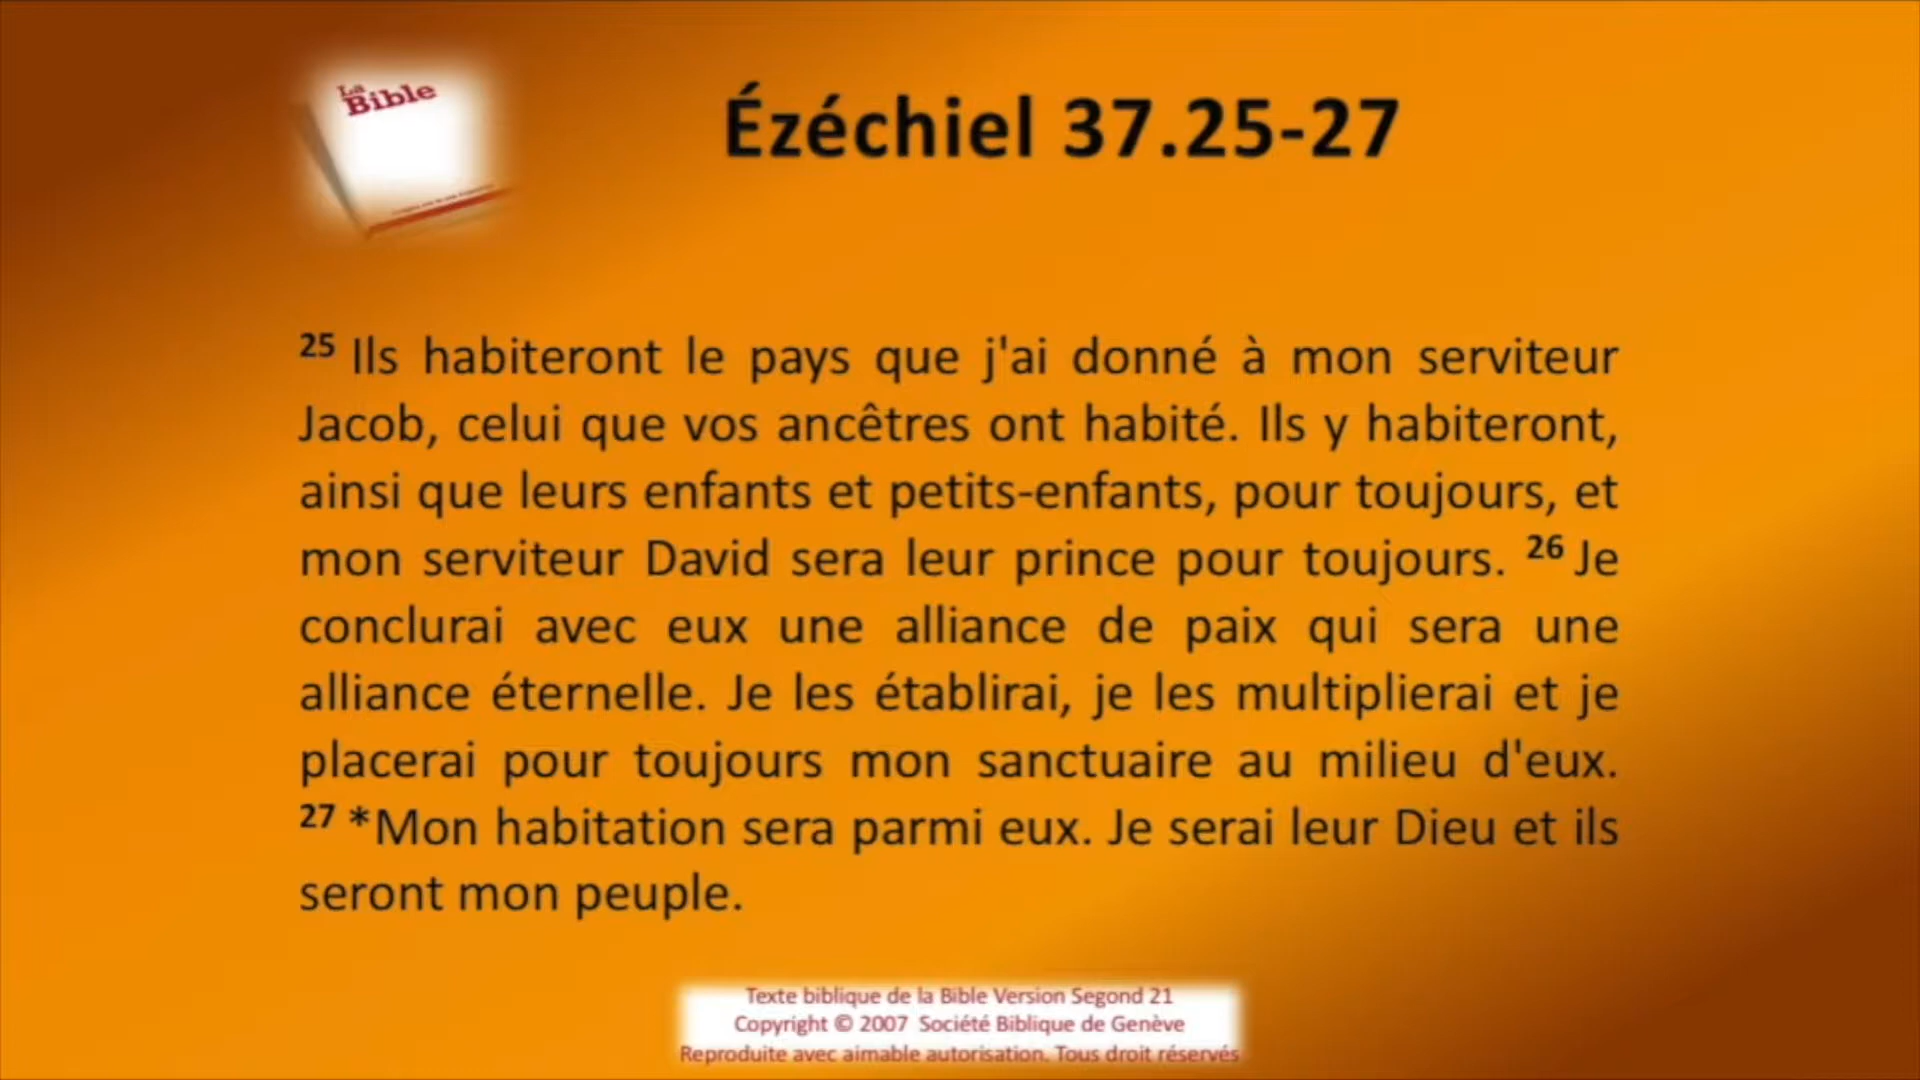 La
Bible
Ézéchiel 37.25-27
25 Ils habiteront le pays que j'ai donné à mon serviteur
Jacob, celui que vos ancêtres ont habité. Ils y habiteront,
ainsi que leurs enfants et petits-enfants, pour toujours, et
mon serviteur David sera leur prince pour toujours. 26 Je
conclurai avec eux une alliance de paix qui sera une
alliance éternelle. Je les établirai, je les multiplierai et je
placerai pour toujours mon sanctuaire au milieu d'eux.
27 *Mon habitation sera parmi eux. Je serai leur Dieu et ils
seront mon peuple.
Texte biblique de la Bible Version Segond 21
Copyright © 2007 Société Biblique de Genève
Reproduite avec aimable autorisation. Tous droit réservés